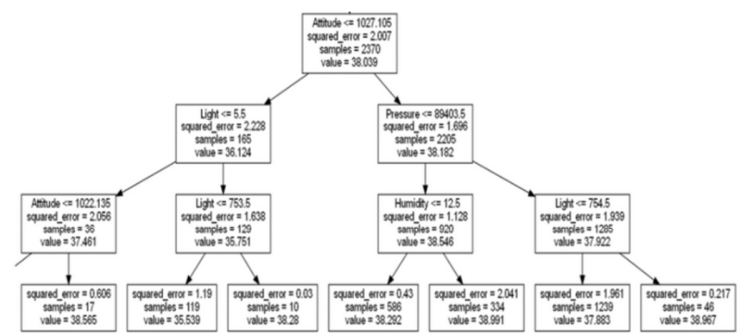 Attitude <= 1027.105
squared_error = 2.007
samples = 2370
value = 38.039
Light <= 5.5
squared_error = 2.228
samples = 165
value = 36.124
Pressure <= 89403.5
squared_error = 1.696
samples = 2205
value = 38.182
Attitude <= 1022.135
squared_error = 2.056
samples = 36
value = 37.461
Light <= 753.5
squared_error = 1.638
samples = 129
value = 35.751
Humidity <= 12.5
squared_error = 1.128
samples = 920
value = 38.546
Light <= 754.5
squared_error = 1.939
samples = 1285
value = 37.922
squared_error = 0.606
samples = 17
value = 38.565
squared_error = 1.19
samples = 119
value = 35.539
squared_error = 0.03
samples = 10
value = 38.28
squared_error = 0.43
samples = 586
value = 38.292
squared_error = 2.041
samples = 334
value = 38.991
squared_error = 1.961
samples = 1239
value = 37.883
squared_error = 0.217
samples = 46
value = 38.967